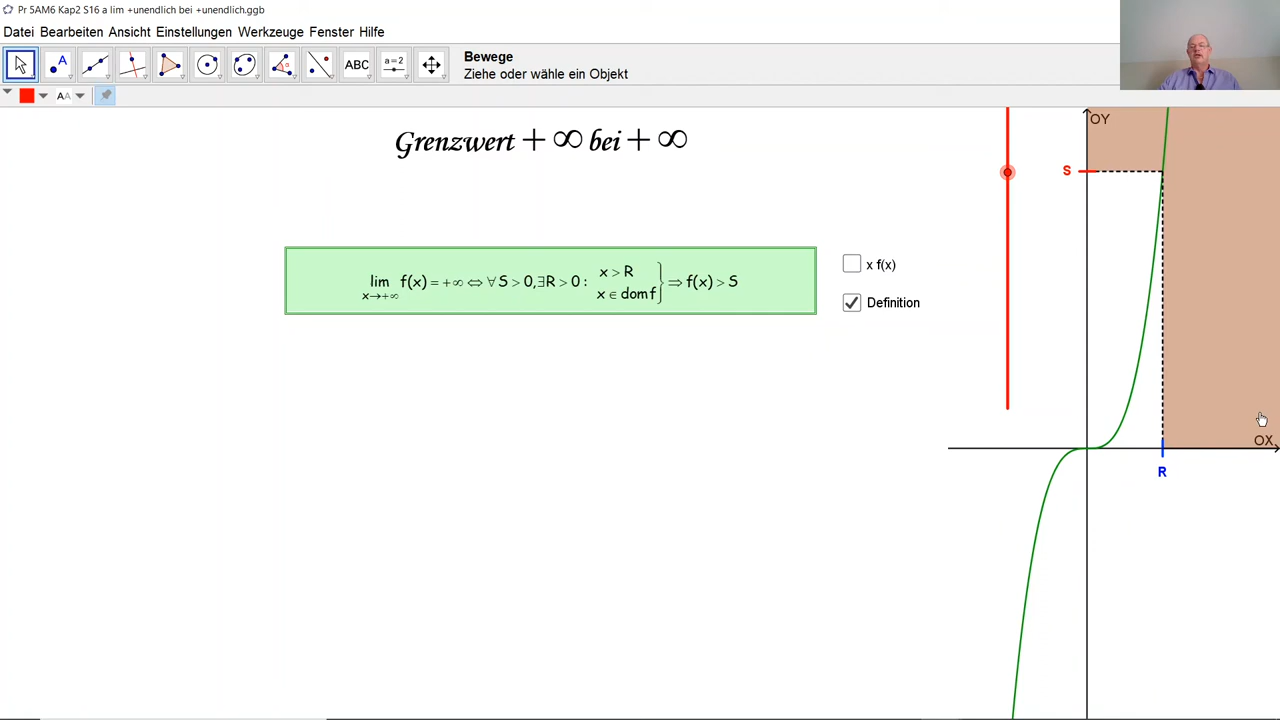 Pr 5AM6 Kap2 S16 a lim +unendlich bei +unendlich.ggb
Datei Bearbeiten Ansicht Einstellungen Werkzeuge Fenster Hilfe
A
ABC
a=2
Bewege
Ziehe oder wähle ein Objekt
AA
Grenzwert + ∞ bei + ∞
lim f(x) = +∞ ⇔ ∀ S > 0, ∃ R > 0 : x > R
x→+∞ x ∈ dom f } ⇒ f(x) > S
x f(x)
Definition
OY
S
OX
R